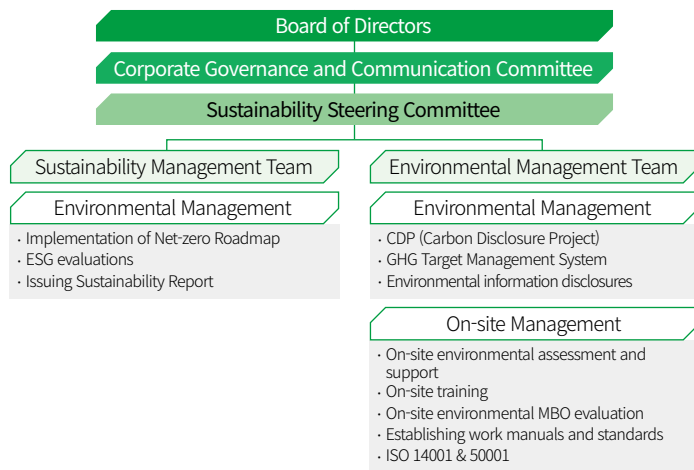 Board of Directors
Corporate Governance and Communication Committee
Sustainability Steering Committee
Sustainability Management Team
Environmental Management
· Implementation of Net-zero Roadmap
· ESG evaluations
· Issuing Sustainability Report
Environmental Management Team
Environmental Management
· CDP (Carbon Disclosure Project)
· GHG Target Management System
· Environmental information disclosures
On-site Management
· On-site environmental assessment and
support
· On-site training
· On-site environmental MBO evaluation
· Establishing work manuals and standards
· ISO 14001 & 50001